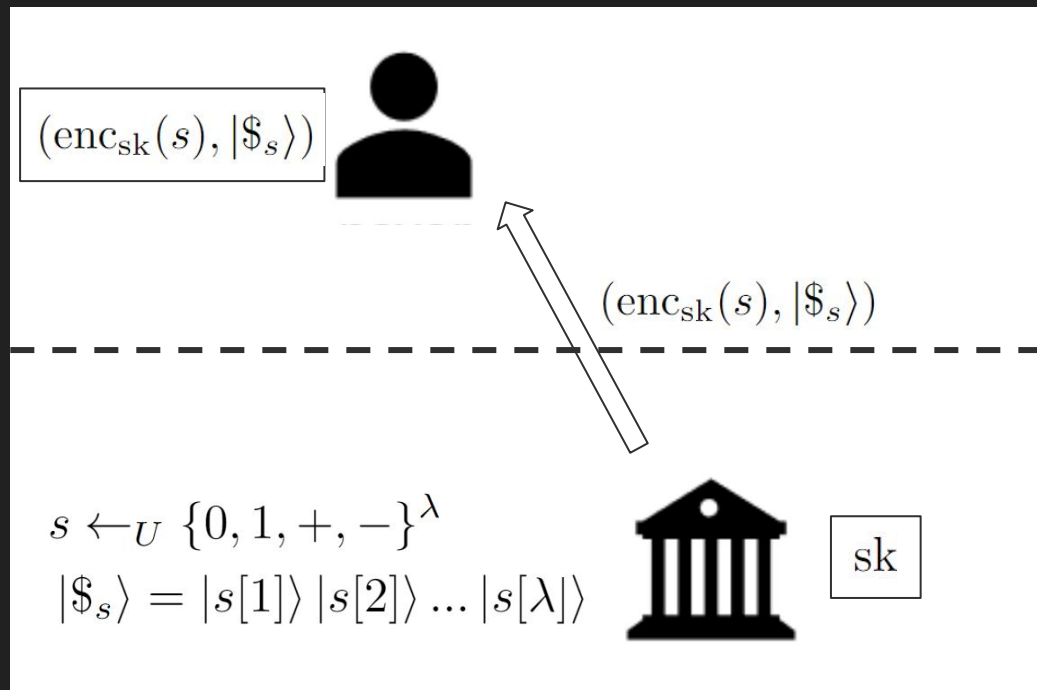 (enc_sk(s), |$_s⟩)
(enc_sk(s), |$_s⟩)
s ←_U {0, 1, +, −}^λ
|$_s⟩ = |s[1]⟩ |s[2]⟩ ... |s[λ]⟩
sk